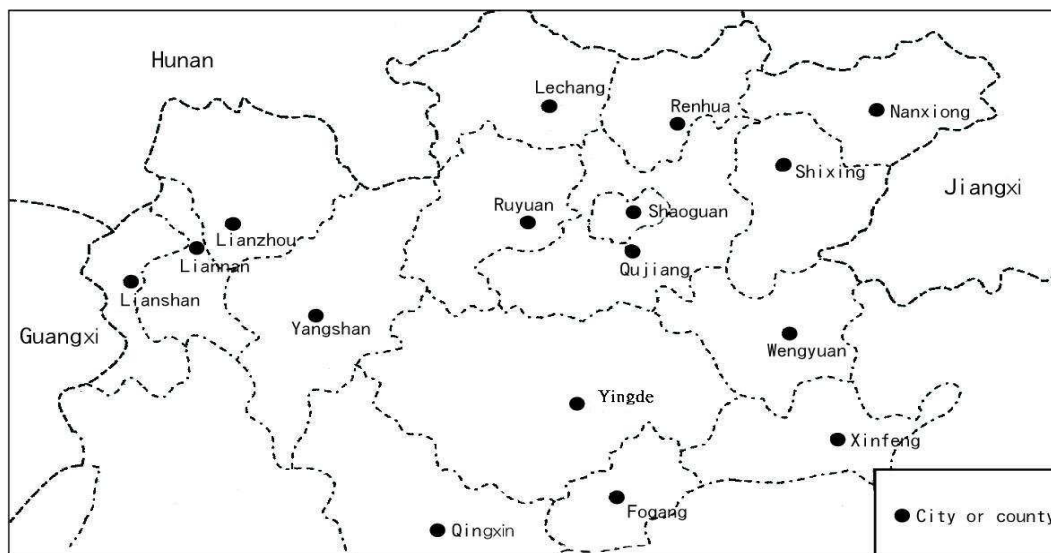 Hunan
Lechang
Renhua
Nanxiong
Shixing
Jiangxi
Ruyuan
Shaoguan
Lianzhou
Liannan
Qujiang
Lianshan
Guangxi
Yangshan
Wengyuan
Yingde
Xinfeng
Fogang
Qingxin
City or county